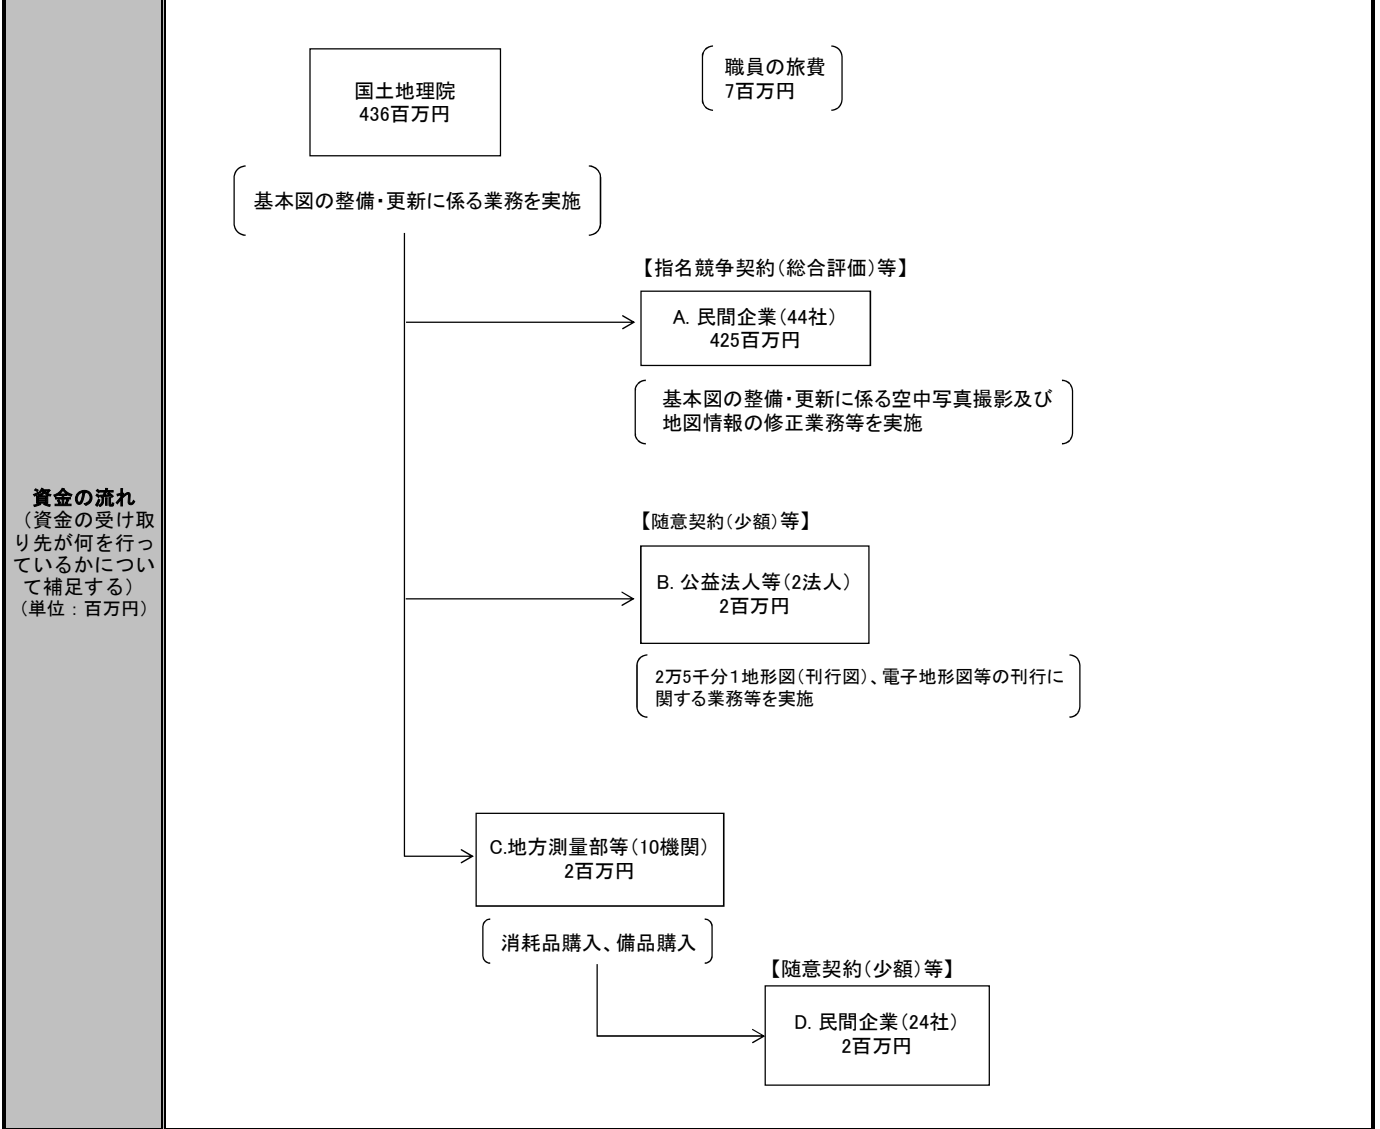 資金の流れ
（資金の受け取
り先が何を行っ
ているかについ
て補足する）
（単位：百万円）
国土地理院
436百万円
職員の旅費
7百万円
基本図の整備・更新に係る業務を実施
【指名競争契約（総合評価）等】
A. 民間企業（44社）
425百万円
基本図の整備・更新に係る空中写真撮影及び
地図情報の修正業務等を実施
【随意契約（少額）等】
B. 公益法人等（2法人）
2百万円
2万5千分１地形図（刊行図）、電子地形図等の刊行に
関する業務等を実施
C.地方測量部等（10機関）
2百万円
消耗品購入、備品購入
【随意契約（少額）等】
D. 民間企業（24社）
2百万円